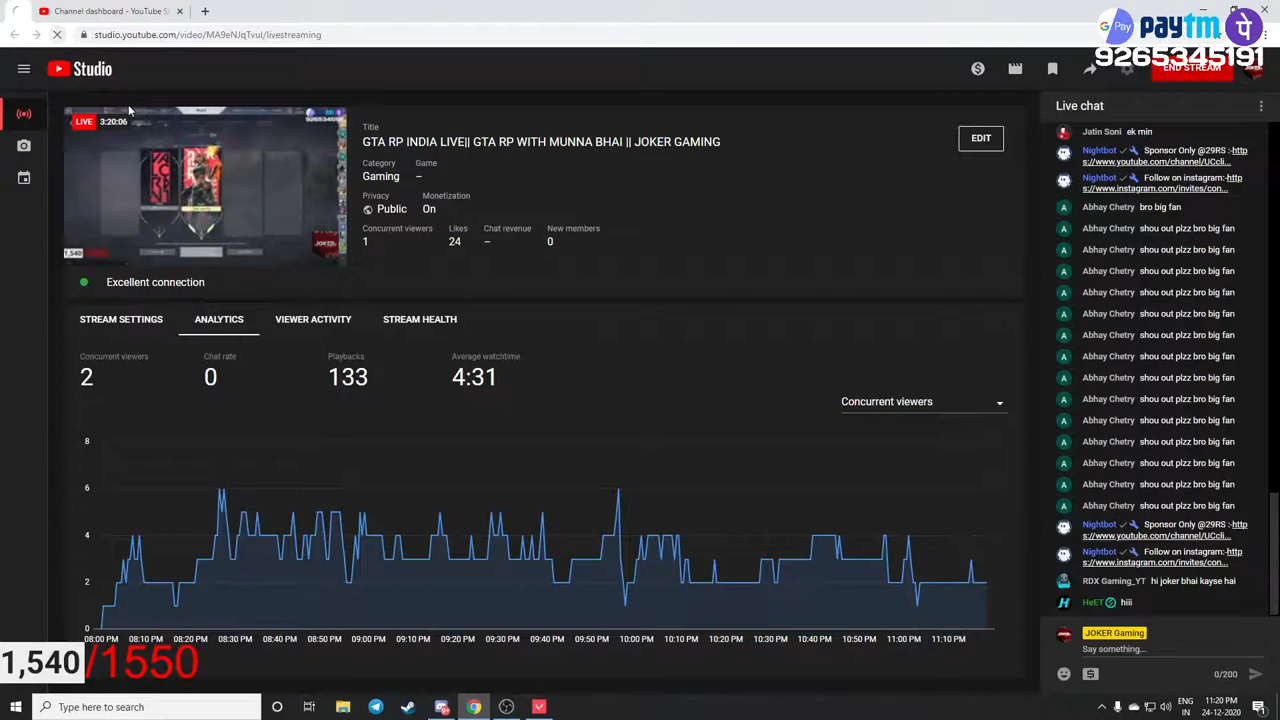 Channel dashboard - YouTube S
studio.youtube.com/video/MA9eNJqTvuI/livestreaming
G Pay paytm पे
9265345191
Studio
END STREAM
LIVE 3:20:06
1,540
JOKER
Excellent connection
Title
GTA RP INDIA LIVE|| GTA RP WITH MUNNA BHAI || JOKER GAMING
EDIT
Category Game
Gaming –
Privacy Monetization
Public On
Concurrent viewers Likes Chat revenue New members
1 24 – 0
STREAM SETTINGS ANALYTICS VIEWER ACTIVITY STREAM HEALTH
Concurrent viewers Chat rate Playbacks Average watchtime
2 0 133 4:31
Concurrent viewers
8
6
4
2
0
08:00 PM 08:10 PM 08:20 PM 08:30 PM 08:40 PM 08:50 PM 09:00 PM 09:10 PM 09:20 PM 09:30 PM 09:40 PM 09:50 PM 10:00 PM 10:10 PM 10:20 PM 10:30 PM 10:40 PM 10:50 PM 11:00 PM 11:10 PM
1,540/1550
Live chat
Jatin Soni ek min
Nightbot Sponsor Only @29RS :-http
s://www.youtube.com/channel/UCcli...
Nightbot Follow on instagram:-http
s://www.instagram.com/invites/con...
Abhay Chetry bro big fan
Abhay Chetry shou out plzz bro big fan
Abhay Chetry shou out plzz bro big fan
Abhay Chetry shou out plzz bro big fan
Abhay Chetry shou out plzz bro big fan
Abhay Chetry shou out plzz bro big fan
Abhay Chetry shou out plzz bro big fan
Abhay Chetry shou out plzz bro big fan
Abhay Chetry shou out plzz bro big fan
Abhay Chetry shou out plzz bro big fan
Abhay Chetry shou out plzz bro big fan
Abhay Chetry shou out plzz bro big fan
Abhay Chetry shou out plzz bro big fan
Abhay Chetry shou out plzz bro big fan
Abhay Chetry shou out plzz bro big fan
Nightbot Sponsor Only @29RS :-http
s://www.youtube.com/channel/UCcli...
Nightbot Follow on instagram:-http
s://www.instagram.com/invites/con...
RDX Gaming_YT hi joker bhai kayse hai
HeET hiii
JOKER Gaming
Say something...
0/200
Type here to search
ENG
IN
11:20 PM
24-12-2020